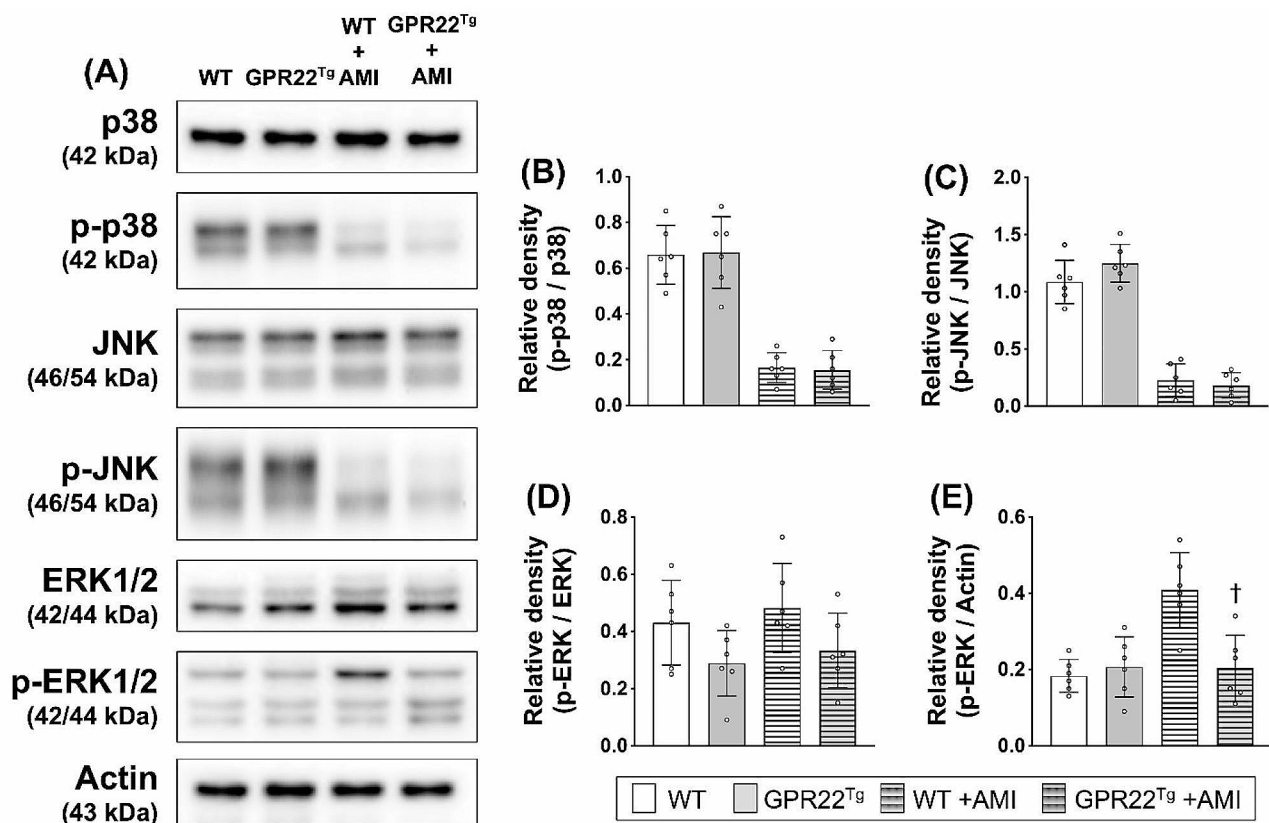 (A)
WT
GPR22ᵀᵍ
WT
+
AMI
GPR22ᵀᵍ
+
AMI
p38
(42 kDa)
p-p38
(42 kDa)
JNK
(46/54 kDa)
p-JNK
(46/54 kDa)
ERK1/2
(42/44 kDa)
p-ERK1/2
(42/44 kDa)
Actin
(43 kDa)
(B)
Relative density
(p-p38 / p38)
1.0
0.8
0.6
0.4
0.2
0.0
(C)
Relative density
(p-JNK / JNK)
2.0
1.5
1.0
0.5
0.0
(D)
Relative density
(p-ERK / ERK)
0.8
0.6
0.4
0.2
0.0
(E)
Relative density
(p-ERK / Actin)
0.6
0.4
0.2
0.0
†
WT GPR22ᵀᵍ WT +AMI GPR22ᵀᵍ +AMI